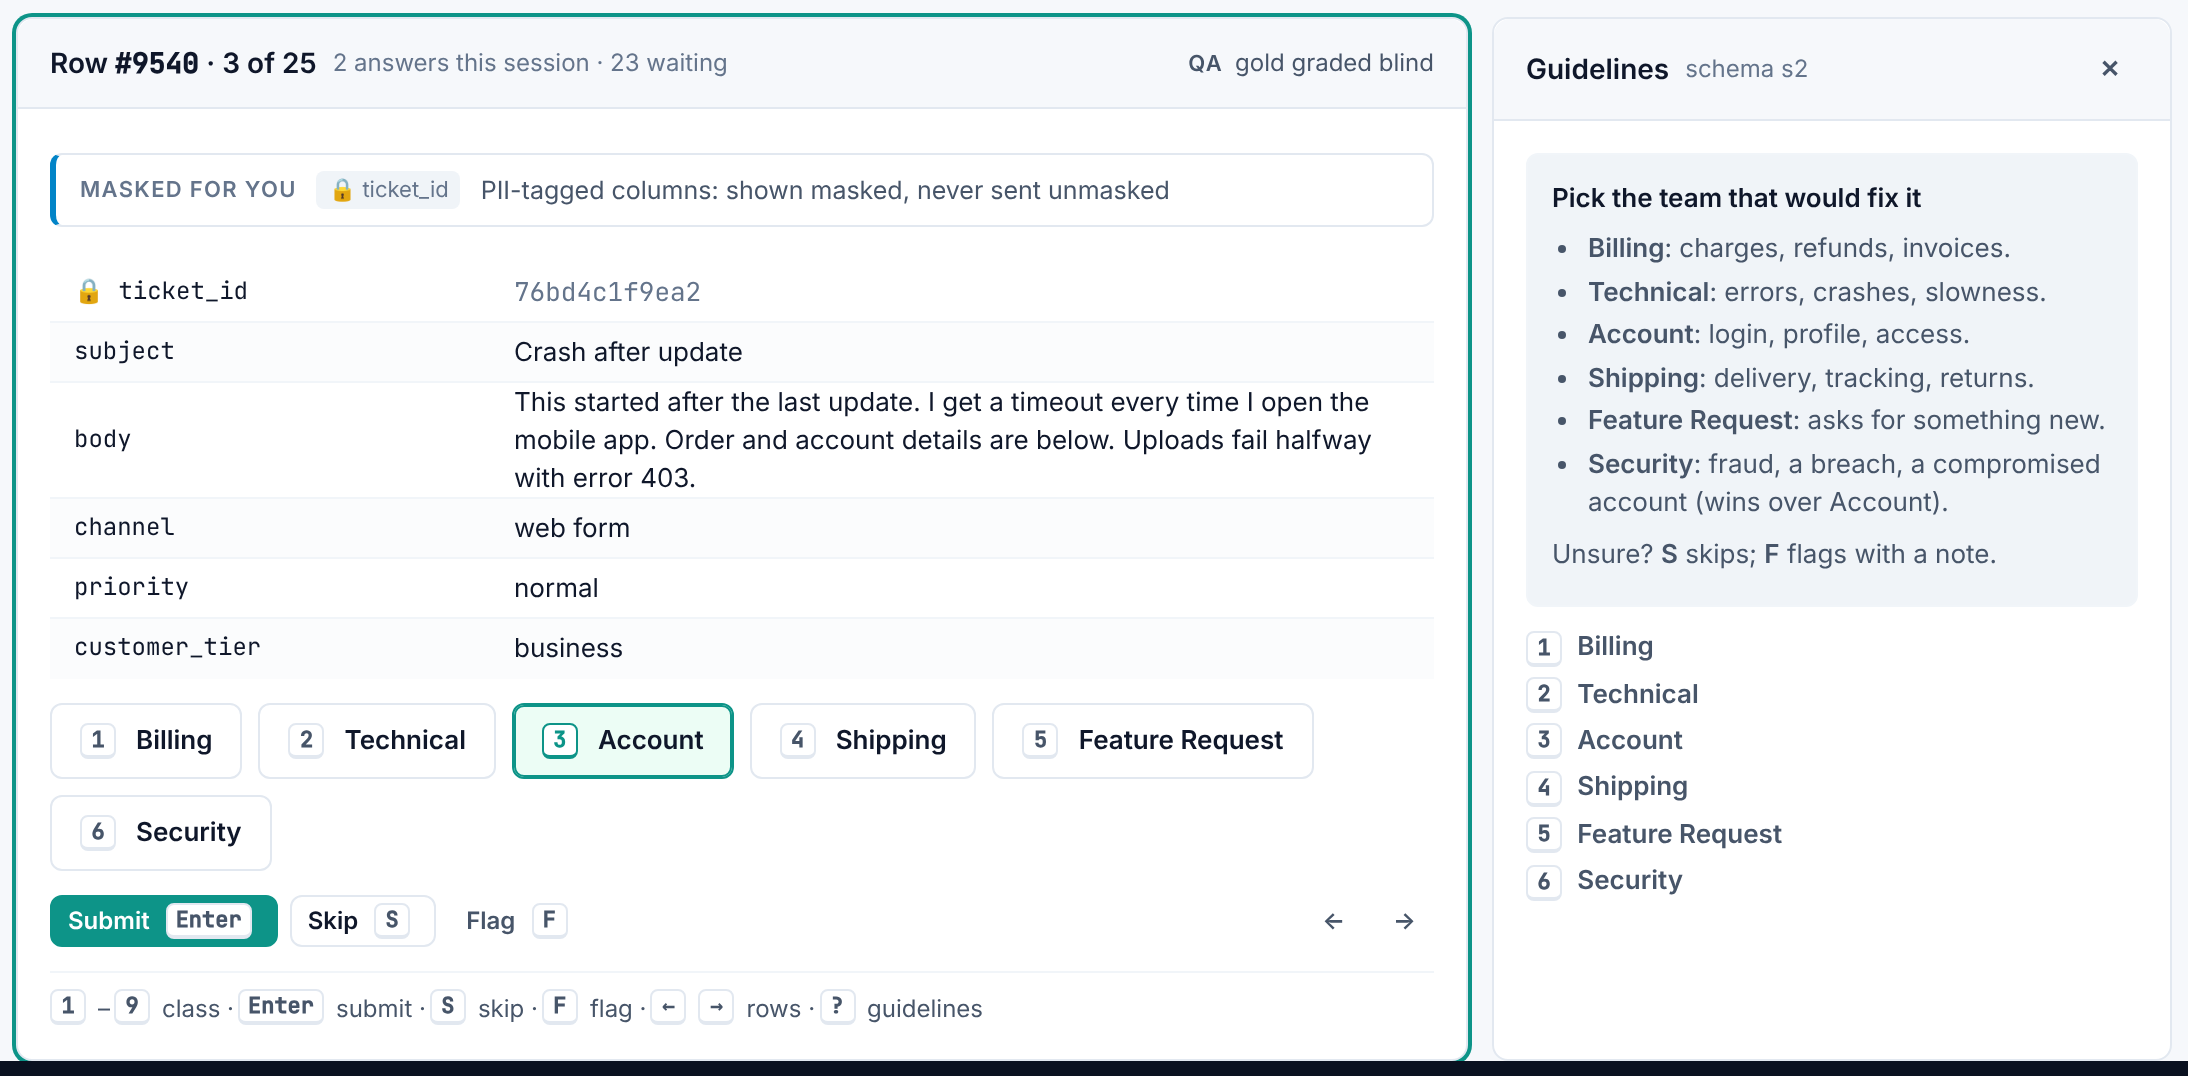 Row #9540 · 3 of 25 2 answers this session · 23 waiting QA gold graded blind
MASKED FOR YOU 🔒 ticket_id PII-tagged columns: shown masked, never sent unmasked
🔒 ticket_id 76bd4c1f9ea2
subject Crash after update
body This started after the last update. I get a timeout every time I open the
mobile app. Order and account details are below. Uploads fail halfway
with error 403.
channel web form
priority normal
customer_tier business
1 Billing 2 Technical 3 Account 4 Shipping 5 Feature Request
6 Security
Submit Enter Skip S Flag F ← →
1 – 9 class · Enter submit · S skip · F flag · ← → rows · ? guidelines
Guidelines schema s2 ×
Pick the team that would fix it
• Billing: charges, refunds, invoices.
• Technical: errors, crashes, slowness.
• Account: login, profile, access.
• Shipping: delivery, tracking, returns.
• Feature Request: asks for something new.
• Security: fraud, a breach, a compromised
account (wins over Account).
Unsure? S skips; F flags with a note.
1 Billing
2 Technical
3 Account
4 Shipping
5 Feature Request
6 Security